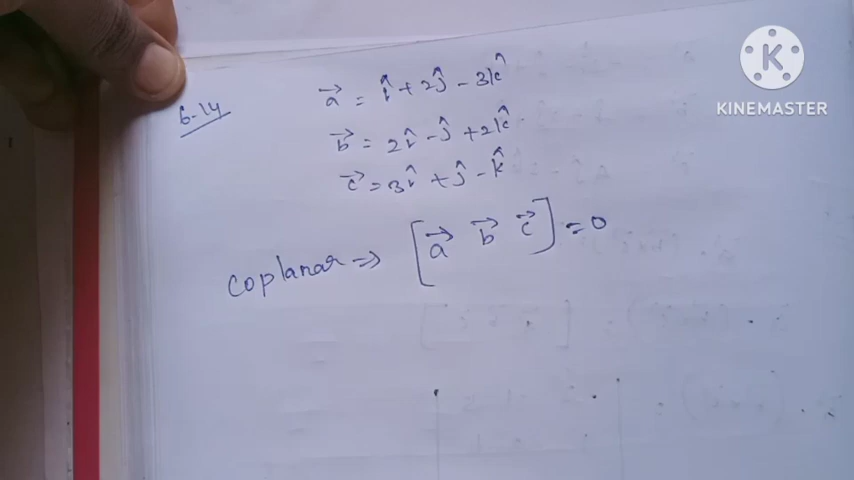 K
KINEMASTER
6.14
a⃗ = î + 2ĵ - 3k̂
b⃗ = 2î - ĵ + 2k̂
c⃗ = 3î + ĵ - k̂
coplanar ⇒ [a⃗ b⃗ c⃗] = 0